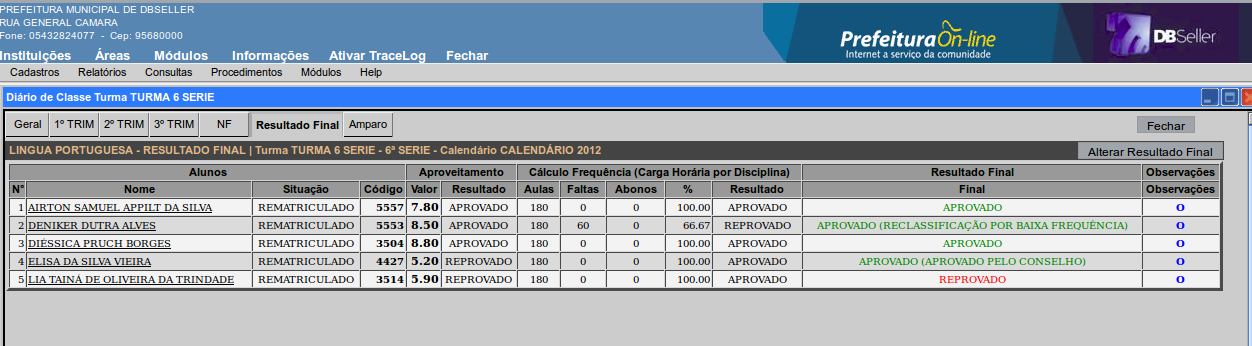 PREFEITURA MUNICIPAL DE DBSELLER
RUA GENERAL CAMARA
Fone: 05432824077 - Cep: 95680000
PrefeituraOn-line
Internet a serviço da comunidade
DBSeller
Instituições Áreas Módulos Informações Ativar TraceLog Fechar
Cadastros Relatórios Consultas Procedimentos Módulos Help
Diário de Classe Turma TURMA 6 SERIE
Geral 1º TRIM 2º TRIM 3º TRIM NF Resultado Final Amparo Fechar
LINGUA PORTUGUESA - RESULTADO FINAL | Turma TURMA 6 SERIE - 6ª SERIE - Calendário CALENDÁRIO 2012 Alterar Resultado Final
Alunos Aproveitamento Cálculo Frequência (Carga Horária por Disciplina) Resultado Final Observações
Nº Nome Situação Código Valor Resultado Aulas Faltas Abonos % Resultado Final Observações
1 AIRTON SAMUEL APPILT DA SILVA REMATRICULADO 5557 7.80 APROVADO 180 0 0 100.00 APROVADO APROVADO O
2 DENIKER DUTRA ALVES REMATRICULADO 5553 8.50 APROVADO 180 60 0 66.67 REPROVADO APROVADO (RECLASSIFICAÇÃO POR BAIXA FREQUÊNCIA) O
3 DIÉSSICA PRUCH BORGES REMATRICULADO 3504 8.80 APROVADO 180 0 0 100.00 APROVADO APROVADO O
4 ELISA DA SILVA VIEIRA REMATRICULADO 4427 5.20 REPROVADO 180 0 0 100.00 APROVADO APROVADO (APROVADO PELO CONSELHO) O
5 LIA TAINÁ DE OLIVEIRA DA TRINDADE REMATRICULADO 3514 5.90 REPROVADO 180 0 0 100.00 APROVADO REPROVADO O